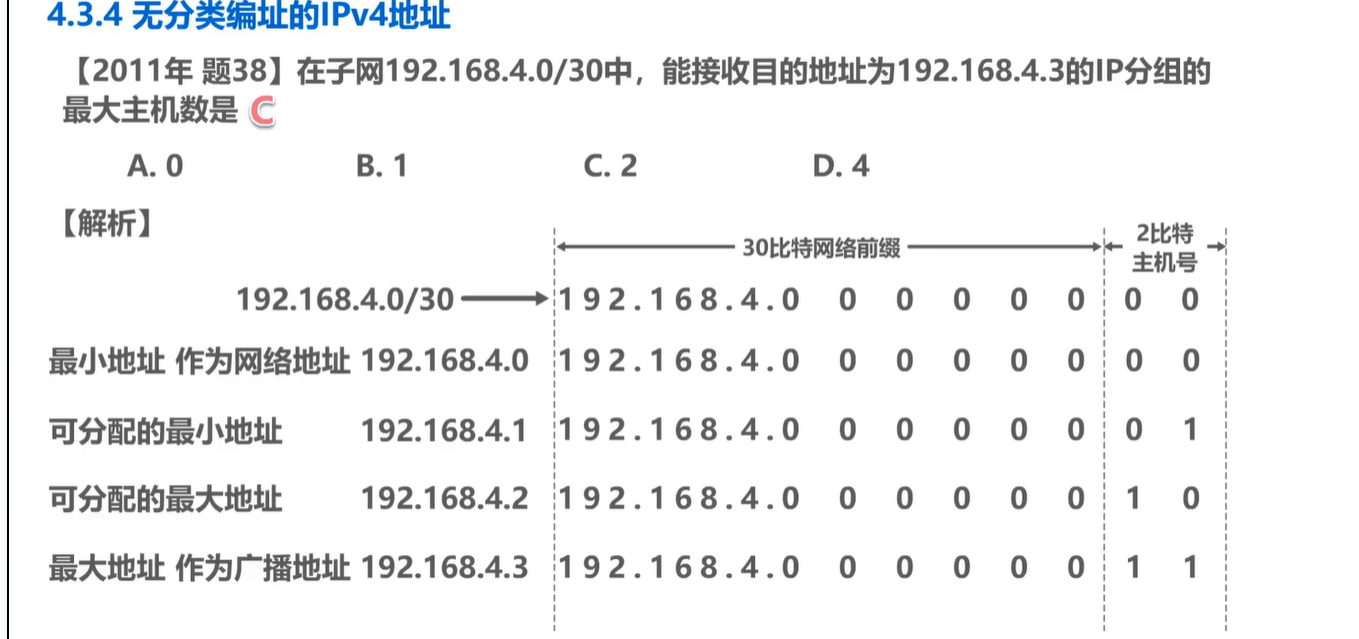 4.3.4 无分类编址的IPv4地址
【2011年 题38】在子网192.168.4.0/30中，能接收目的地址为192.168.4.3的IP分组的
最大主机数是 C
A. 0 B. 1 C. 2 D. 4
【解析】
30比特网络前缀
2比特
主机号
192.168.4.0/30 192.168.4.0 0 0 0 0 0 0 0
最小地址 作为网络地址 192.168.4.0 192.168.4.0 0 0 0 0 0 0 0
可分配的最小地址 192.168.4.1 192.168.4.0 0 0 0 0 0 0 1
可分配的最大地址 192.168.4.2 192.168.4.0 0 0 0 0 0 1 0
最大地址 作为广播地址 192.168.4.3 192.168.4.0 0 0 0 0 0 1 1